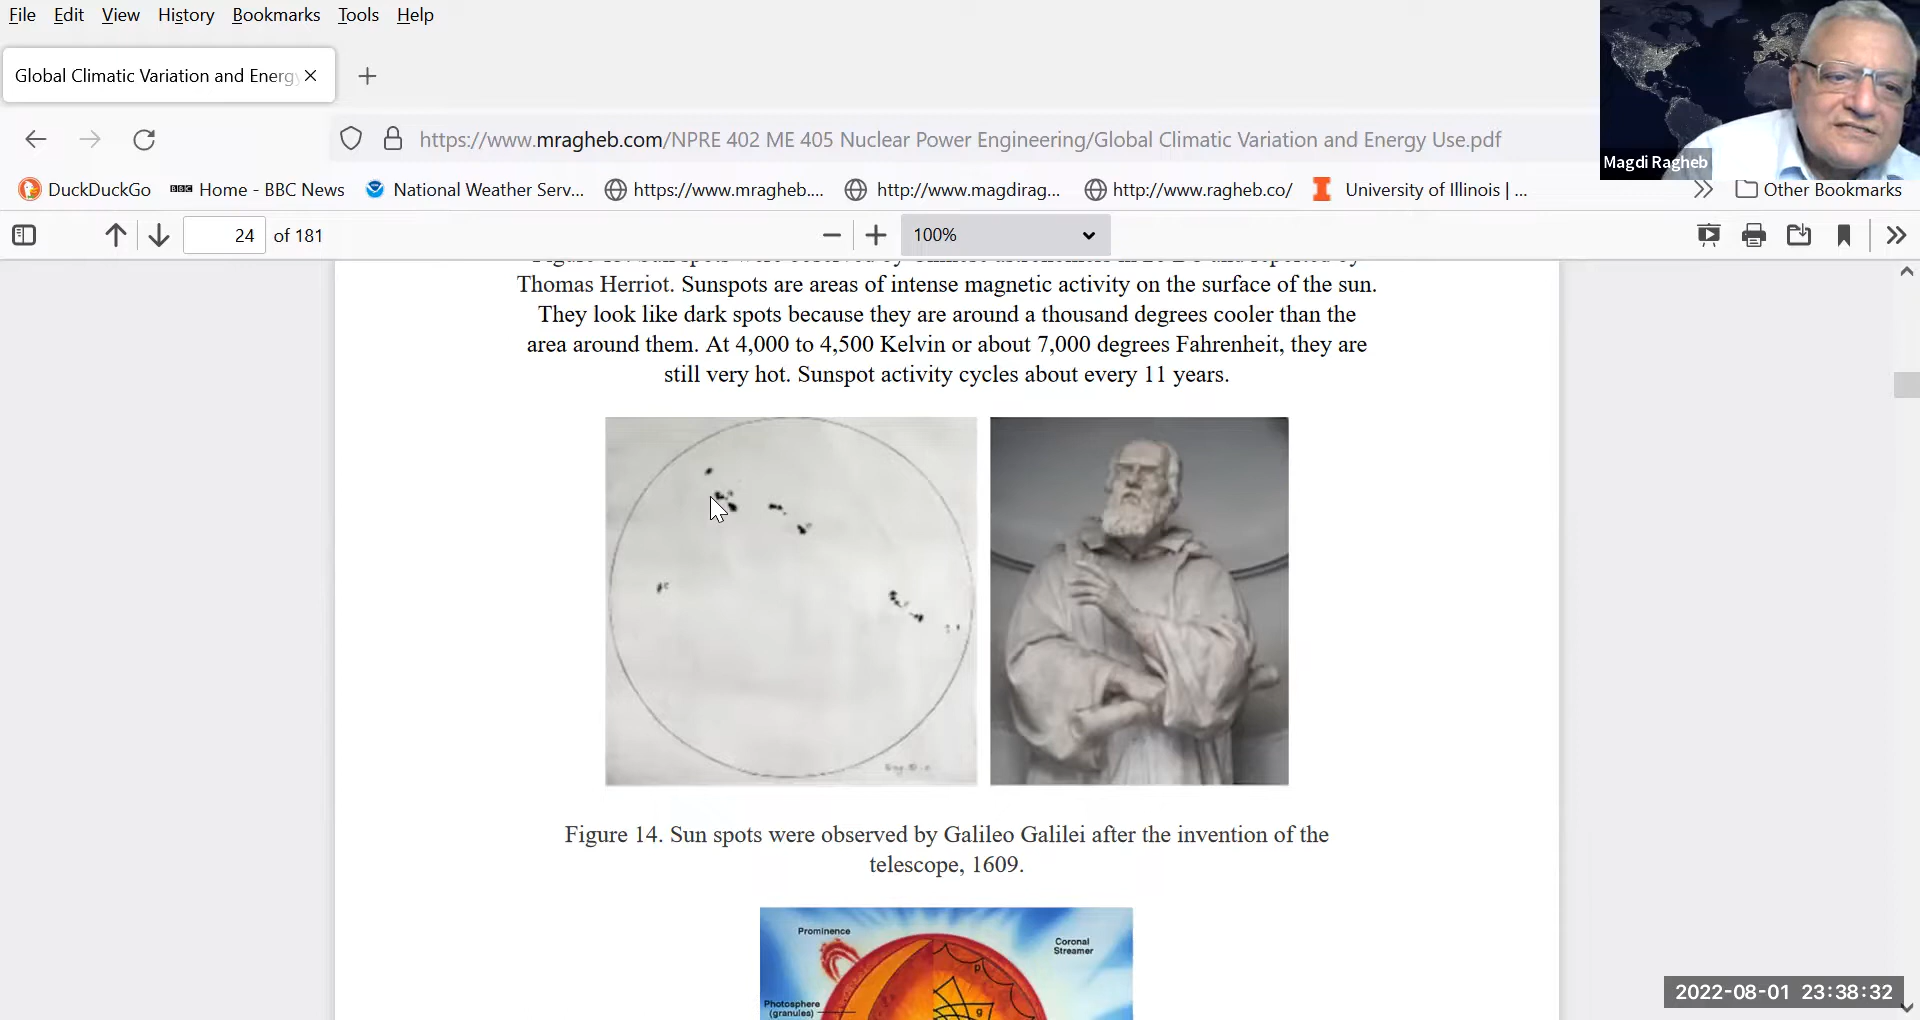 File Edit View History Bookmarks Tools Help
Global Climatic Variation and Energy
https://www.mragheb.com/NPRE 402 ME 405 Nuclear Power Engineering/Global Climatic Variation and Energy Use.pdf
Magdi Ragheb
DuckDuckGo BBC Home - BBC News National Weather Serv... https://www.mragheb.... http://www.magdirag... http://www.ragheb.co/ University of Illinois | ... Other Bookmarks
24 of 181 100%
Thomas Herriot. Sunspots are areas of intense magnetic activity on the surface of the sun.
They look like dark spots because they are around a thousand degrees cooler than the
area around them. At 4,000 to 4,500 Kelvin or about 7,000 degrees Fahrenheit, they are
still very hot. Sunspot activity cycles about every 11 years.
Figure 14. Sun spots were observed by Galileo Galilei after the invention of the
telescope, 1609.
Prominence
Coronal
Streamer
Photosphere
(granules)
p
g
2022-08-01 23:38:32